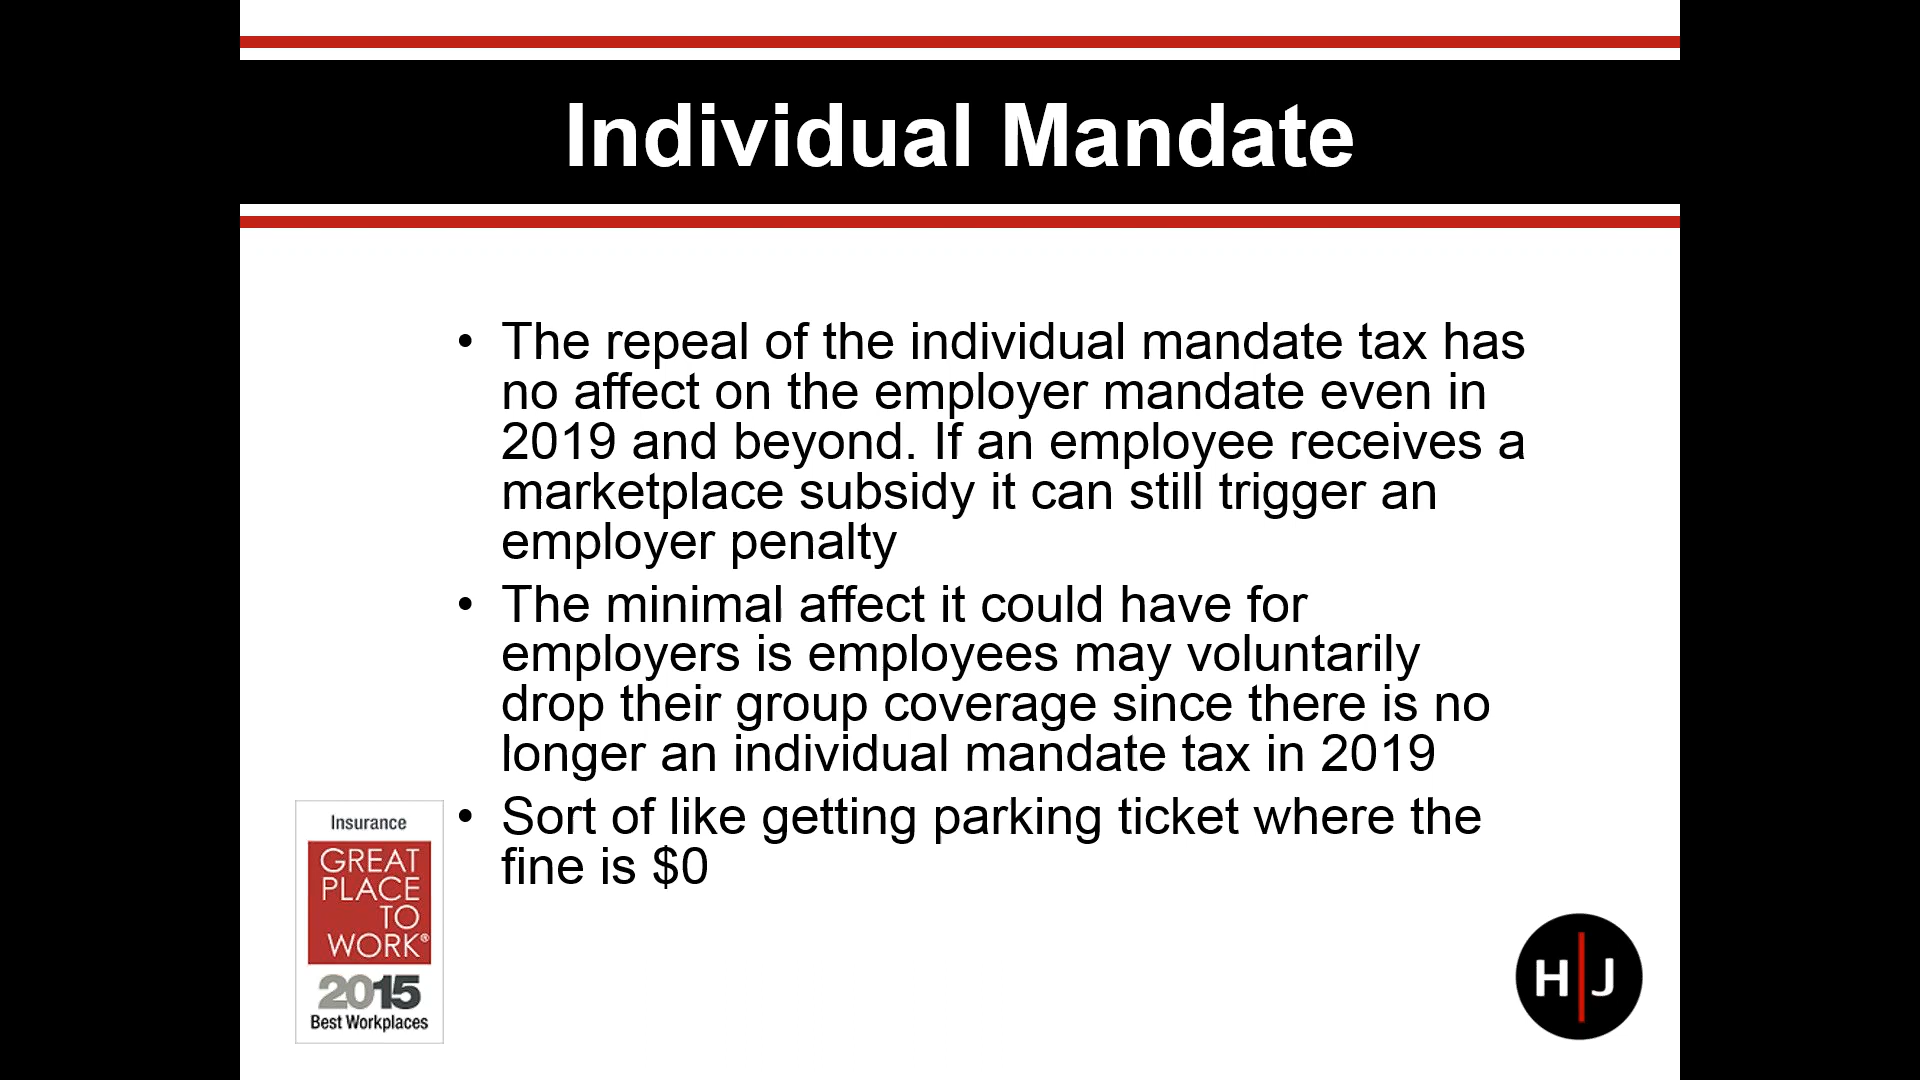 Individual Mandate
• The repeal of the individual mandate tax has
no affect on the employer mandate even in
2019 and beyond. If an employee receives a
marketplace subsidy it can still trigger an
employer penalty
• The minimal affect it could have for
employers is employees may voluntarily
drop their group coverage since there is no
longer an individual mandate tax in 2019
• Sort of like getting parking ticket where the
fine is $0
Insurance
GREAT
PLACE
TO
WORK®
2015
Best Workplaces
H|J